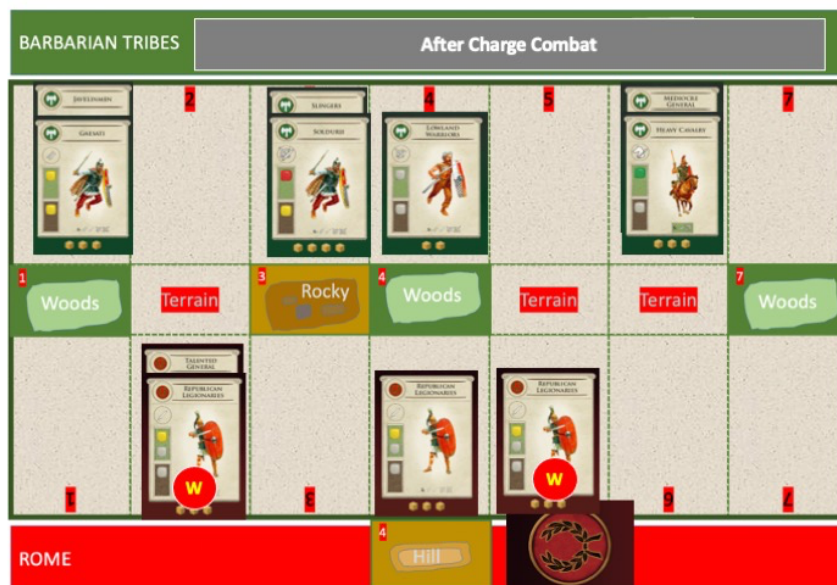 BARBARIAN TRIBES
After Charge Combat
JAVELINMEN
2
SLINGERS
SOLDURII
4
LOWLAND
WARRIORS
5
MEDIOCRE
GENERAL
HEAVY CAVALRY
7
1
Woods
Terrain
3
Rocky
4
Woods
Terrain
Terrain
7
Woods
TALENTED
GENERAL
REPUBLICAN
LEGIONARIES
W
REPUBLICAN
LEGIONARIES
REPUBLICAN
LEGIONARIES
W
1
3
6
7
ROME
4
Hill